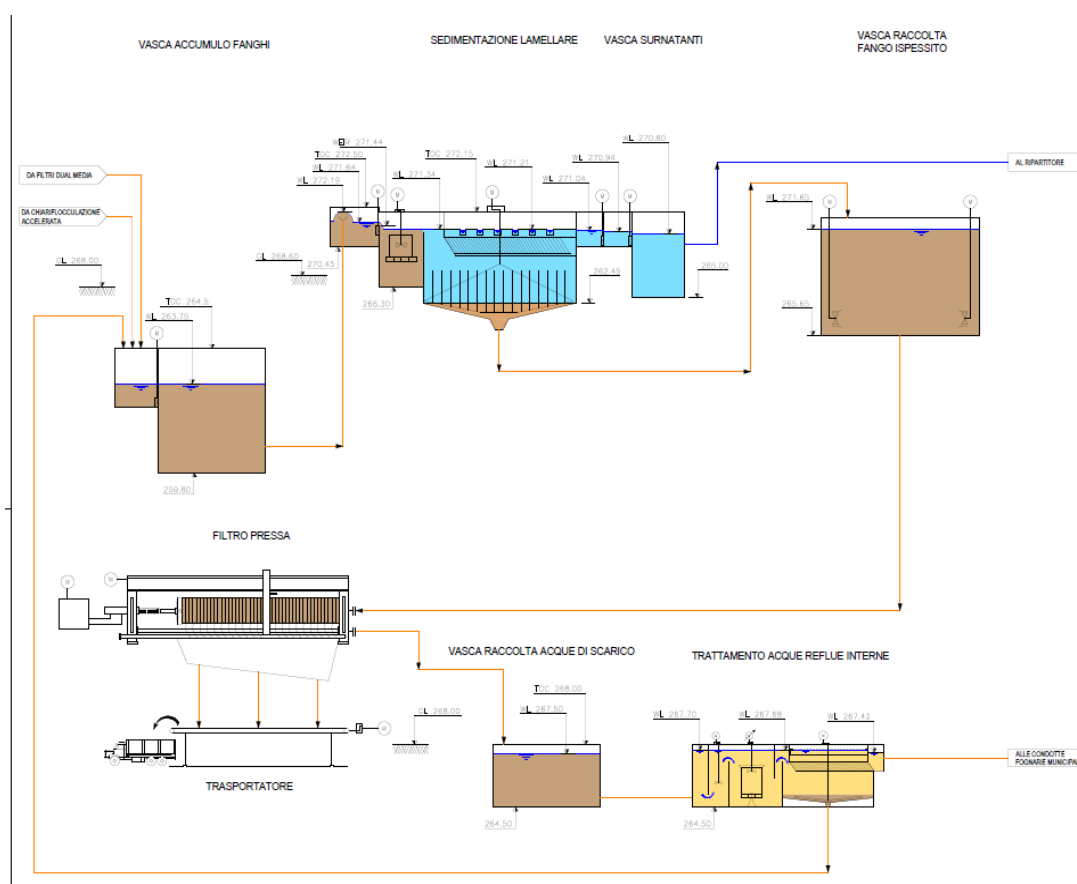 VASCA ACCUMULO FANGHI
SEDIMENTAZIONE LAMELLARE
VASCA SURNATANTI
VASCA RACCOLTA
FANGO ISPESSITO
DA FILTRI DUAL MEDIA
DA CHIARIFLOCCULAZIONE
ACCELERATA
GL 268.00
TOC 264.5
WL 263.75
M
259.80
271.44
TOC 272.50
WL 271.64
WL 272.19
GL 268.60
270.45
M
M
WL 271.34
266.30
TOC 272.15
WL 271.21
M
262.45
WL 271.04
WL 270.94
M
M
WL 270.80
265.00
AL RIPARTITORE
WL 271.65
M
M
265.65
FILTRO PRESSA
M
M
TRASPORTATORE
M
GL 268.00
VASCA RACCOLTA ACQUE DI SCARICO
TOC 268.00
WL 267.50
264.50
TRATTAMENTO ACQUE REFLUE INTERNE
WL 267.70
WL 267.68
WL 267.42
264.50
ALLE CONDOTTE
FOGNARIE MUNICIPA